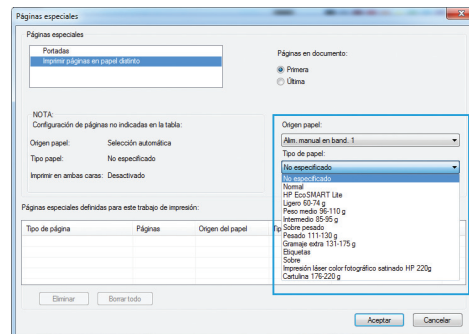 Páginas especiales
Páginas especiales
Portadas
Imprimir páginas en papel distinto
Páginas en documento:
Primera
Última
NOTA:
Configuración de páginas no indicadas en la tabla:
Origen papel: Selección automática
Tipo papel: No especificado
Imprimir en ambas caras: Desactivado
Origen papel:
Alim. manual en band. 1
Tipo de papel:
No especificado
No especificado
Normal
HP EcoSMART Lite
Ligero 60-74 g
Peso medio 96-110 g
Intermedio 85-95 g
Sobre pesado
Pesado 111-130 g
Gramaje extra 131-175 g
Etiquetas
Sobre
Impresión láser color fotográfico satinado HP 220g
Cartulina 176-220 g
Páginas especiales definidas para este trabajo de impresión:
Tipo de página Páginas Origen del papel Tip
Eliminar Borrar todo
Aceptar Cancelar